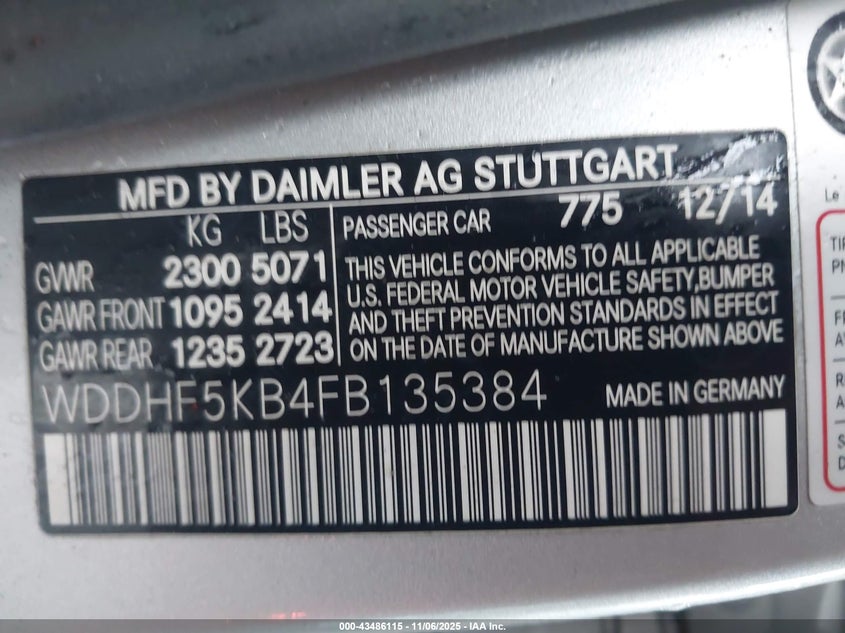 MFD BY DAIMLER AG STUTTGART
KG LBS
GVWR 2300 5071
GAWR FRONT 1095 2414
GAWR REAR 1235 2723
PASSENGER CAR 775 12/14
THIS VEHICLE CONFORMS TO ALL APPLICABLE
U.S. FEDERAL MOTOR VEHICLE SAFETY,BUMPER
AND THEFT PREVENTION STANDARDS IN EFFECT
ON THE DATE OF MANUFACTURE SHOWN ABOVE
WDDHF5KB4FB135384 MADE IN GERMANY
Le
000-43486115 - 11/06/2025 - IAA Inc.